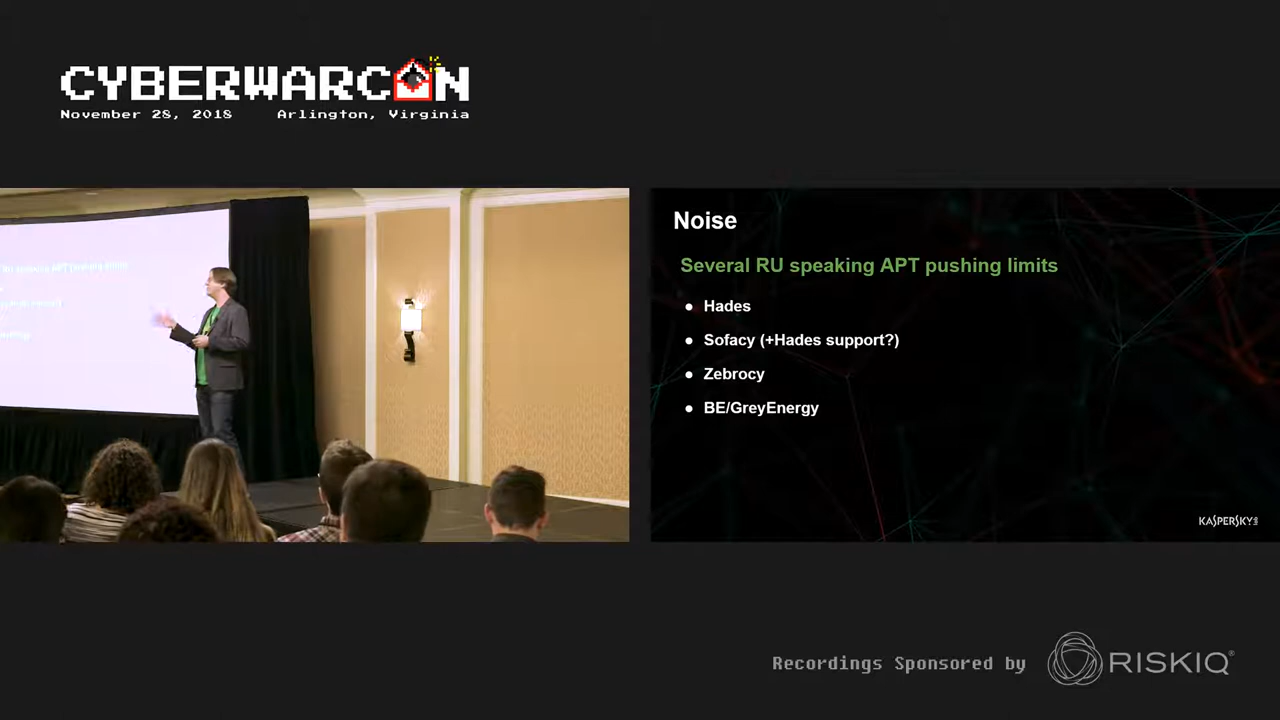 CYBERWARCON
November 28, 2018 Arlington, Virginia
Noise
Several RU speaking APT pushing limits
● Hades
● Sofacy (+Hades support?)
● Zebrocy
● BE/GreyEnergy
KASPERSKY
Recordings Sponsored by RISKIQ®